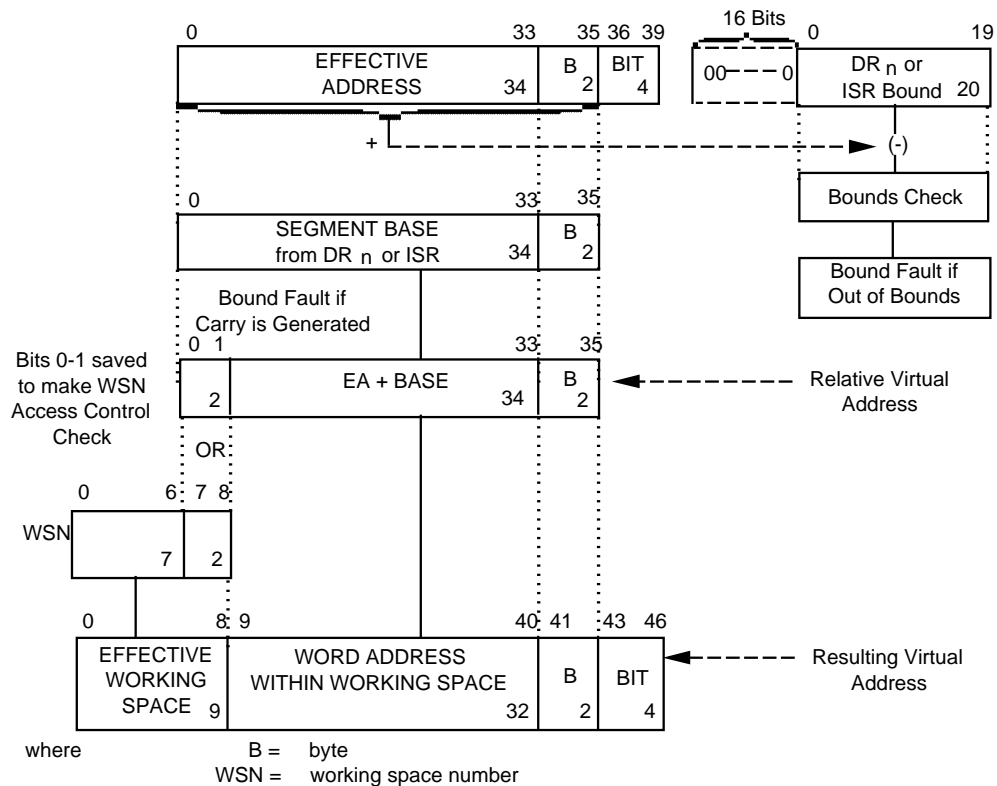 16 Bits
0 33 35 36 39 0 19
EFFECTIVE
ADDRESS
34
B
2
BIT
4
00 0
DR n or
ISR Bound
20
+
(-)
Bounds Check
Bound Fault if
Out of Bounds
0 33 35
SEGMENT BASE
from DR n or ISR
34
B
2
Bound Fault if
Carry is Generated
Bits 0-1 saved
to make WSN
Access Control
Check
0 1 33 35
2
EA + BASE
34
B
2
Relative Virtual
Address
OR
0 6 7 8
WSN
7
2
0 8 9 40 41 43 46
EFFECTIVE
WORKING
SPACE
9
WORD ADDRESS
WITHIN WORKING SPACE
32
B
2
BIT
4
Resulting Virtual
Address
where B = byte
WSN = working space number